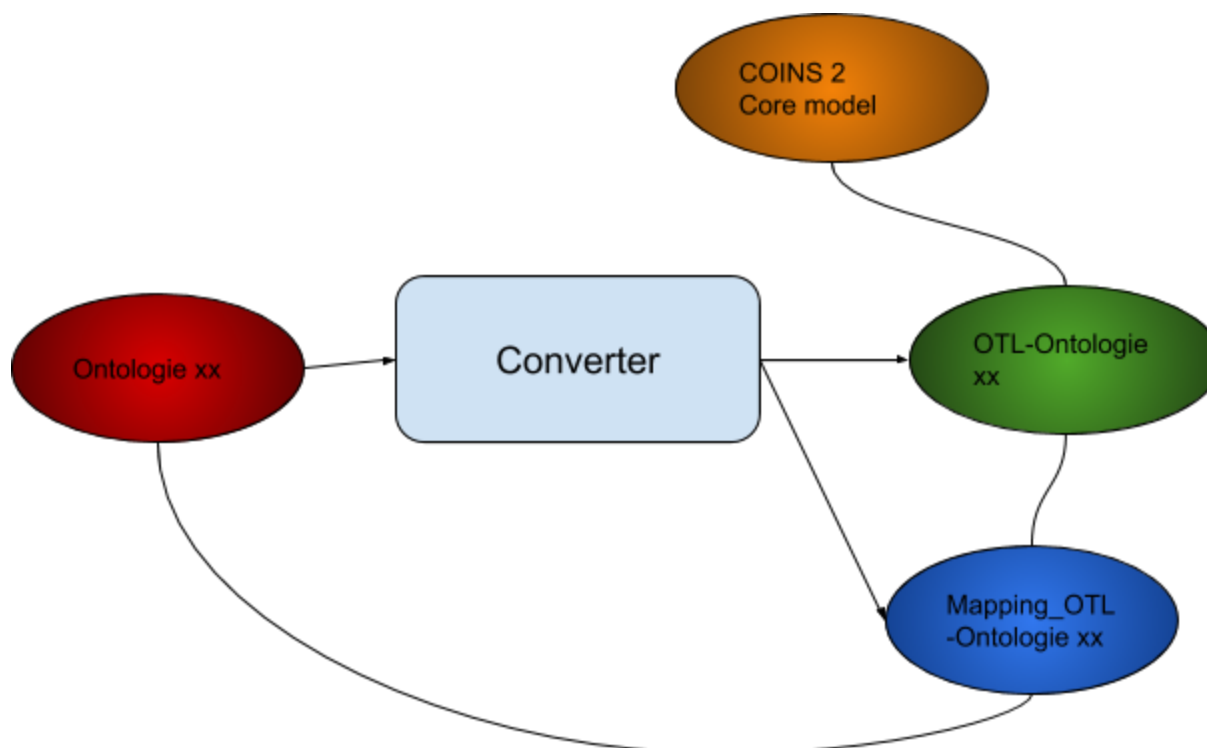 COINS 2
Core model
Ontologie xx
Converter
OTL-Ontologie
xx
Mapping_OTL
-Ontologie xx